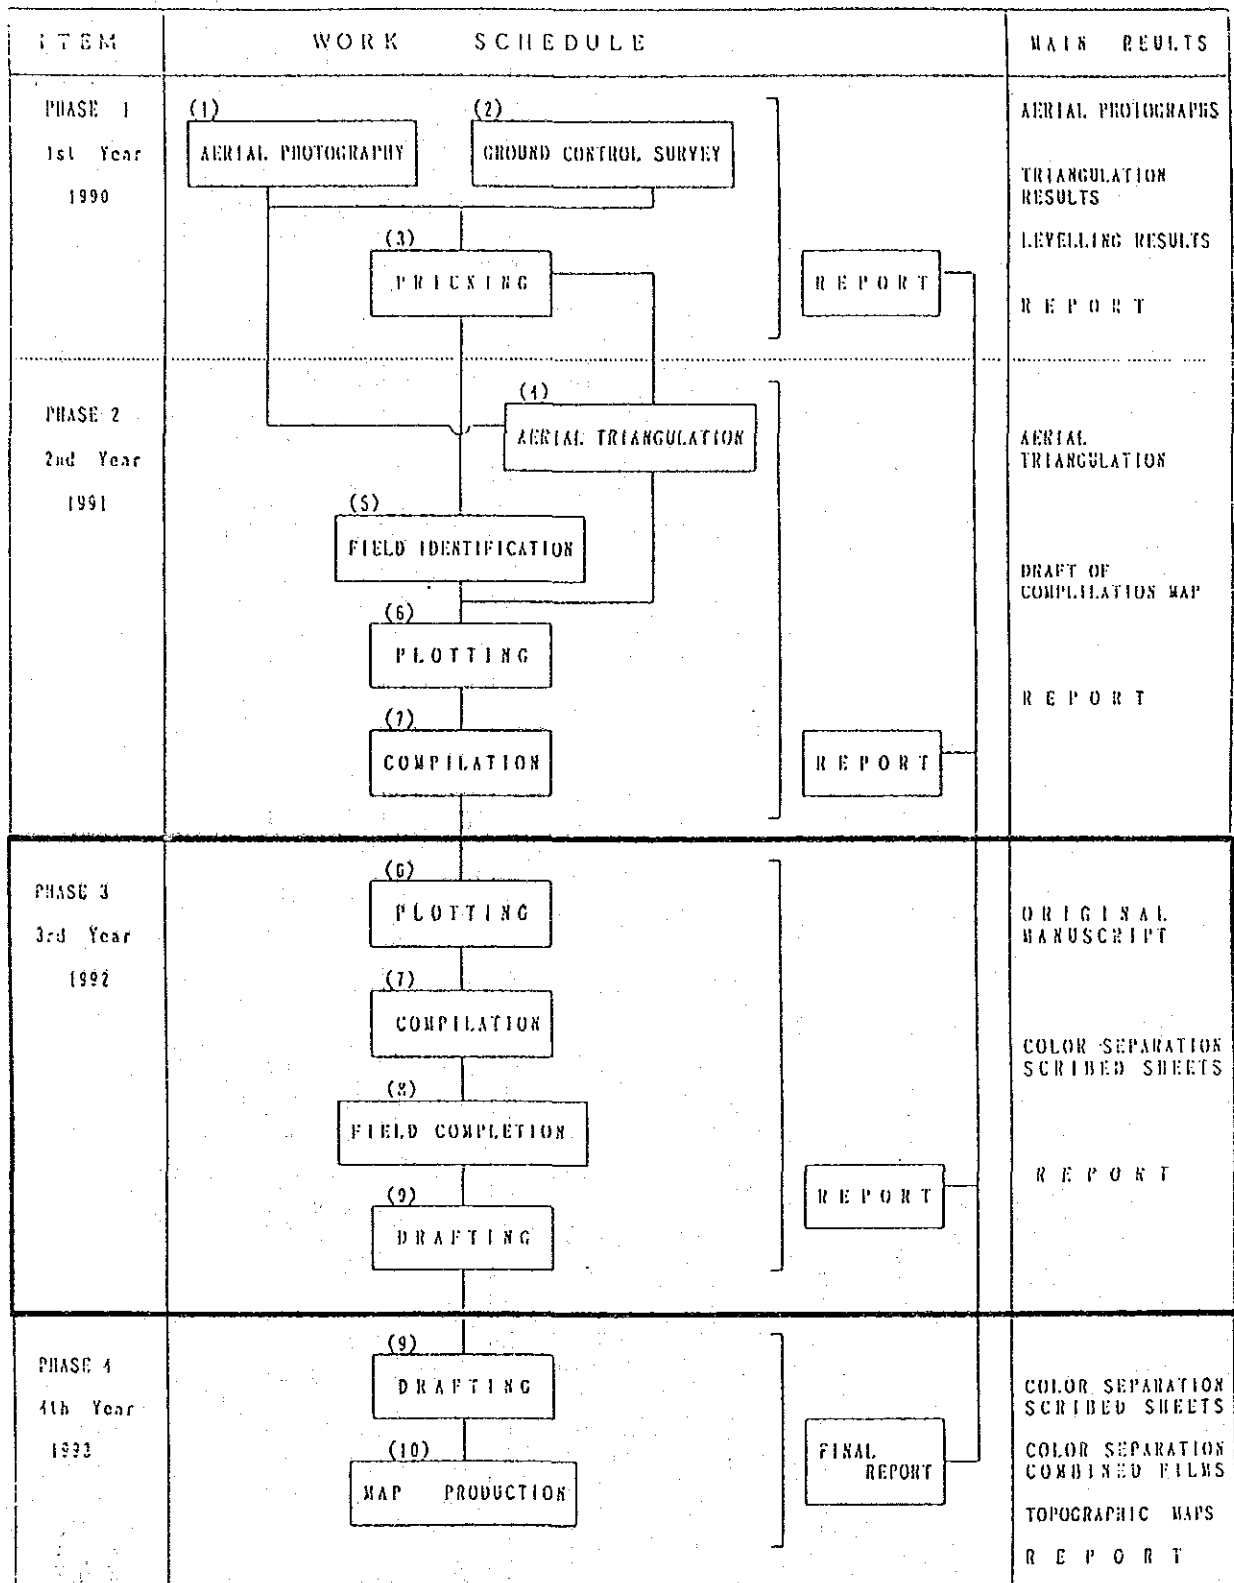 ITEM
WORK SCHEDULE
MAIN REULTS
PHASE 1
1st Year
1990
(1)
AERIAL PHOTOGRAPHY
(2)
GROUND CONTROL SURVEY
(3)
PRICKING
REPORT
AERIAL PHOTOGRAPHS
TRIANGULATION
RESULTS
LEVELLING RESULTS
REPORT
PHASE 2
2nd Year
1991
(4)
AERIAL TRIANGULATION
(5)
FIELD IDENTIFICATION
(6)
PLOTTING
(7)
COMPILATION
REPORT
AERIAL
TRIANGULATION
DRAFT OF
COMPLILATION MAP
REPORT
PHASE 3
3rd Year
1992
(6)
PLOTTING
(7)
COMPILATION
(8)
FIELD COMPLETION
(9)
DRAFTING
REPORT
ORIGINAL
MANUSCRIPT
COLOR SEPARATION
SCRIBED SHEETS
REPORT
PHASE 4
4th Year
1993
(9)
DRAFTING
(10)
MAP PRODUCTION
FINAL
REPORT
COLOR SEPARATION
SCRIBED SHEETS
COLOR SEPARATION
COMBINED FILMS
TOPOGRAPHIC MAPS
REPORT